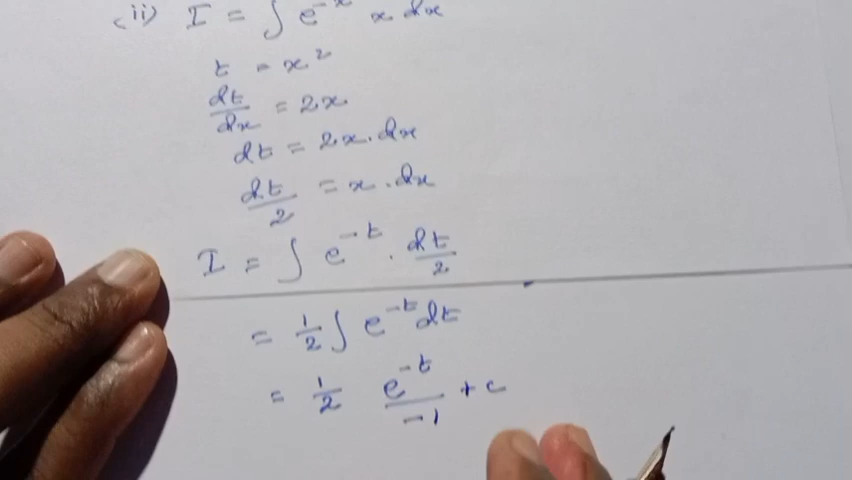 (ii) I = ∫ e^-x x dx
t = x²
dt/dx = 2x
dt = 2x.dx
dt/2 = x.dx
I = ∫ e^-t . dt/2
= 1/2 ∫ e^-t dt
= 1/2 e^-t/-1 + c